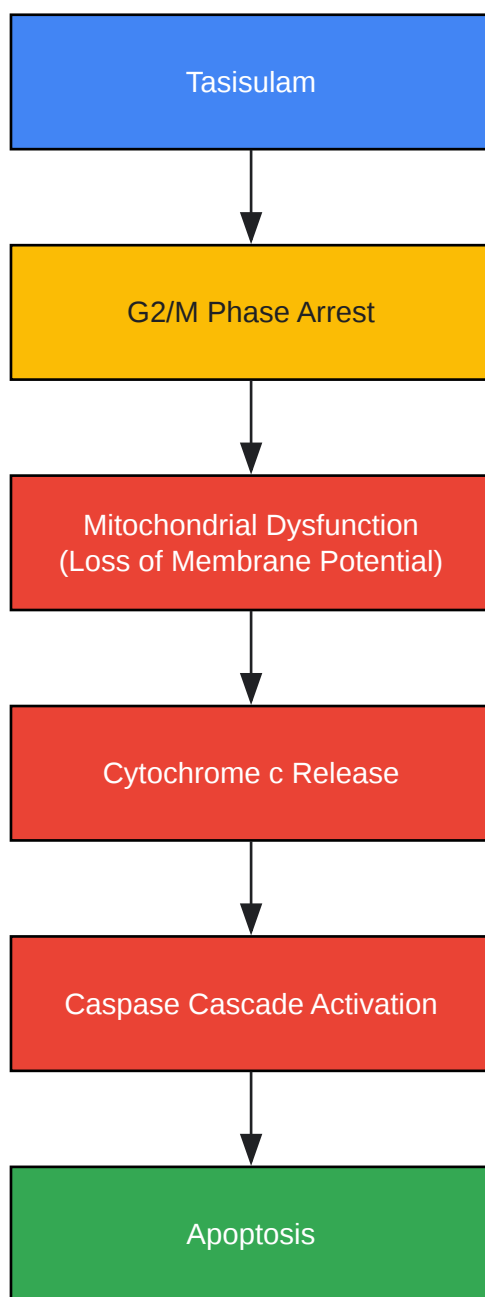 Tasisulam
G2/M Phase Arrest
Mitochondrial Dysfunction
(Loss of Membrane Potential)
Cytochrome c Release
Caspase Cascade Activation
Apoptosis